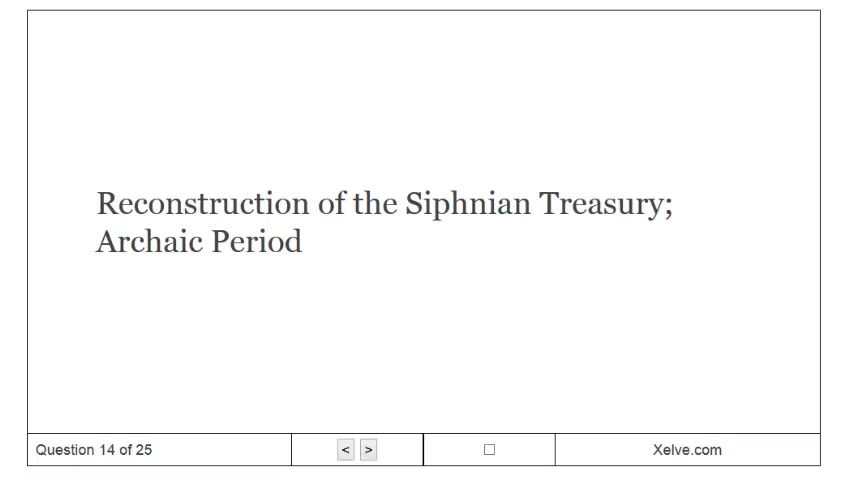 Reconstruction of the Siphnian Treasury;
Archaic Period
Question 14 of 25
<
>
Xelve.com